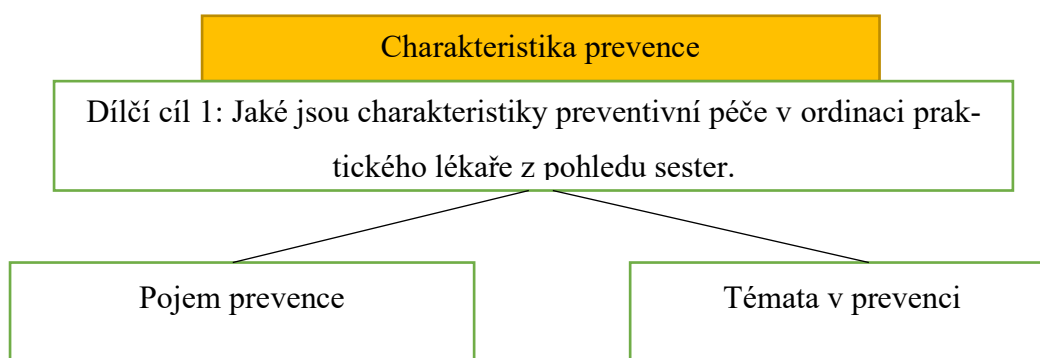 Charakteristika prevence
Dílčí cíl 1: Jaké jsou charakteristiky preventivní péče v ordinaci prak-
tického lékaře z pohledu sester.
Pojem prevence
Témata v prevenci